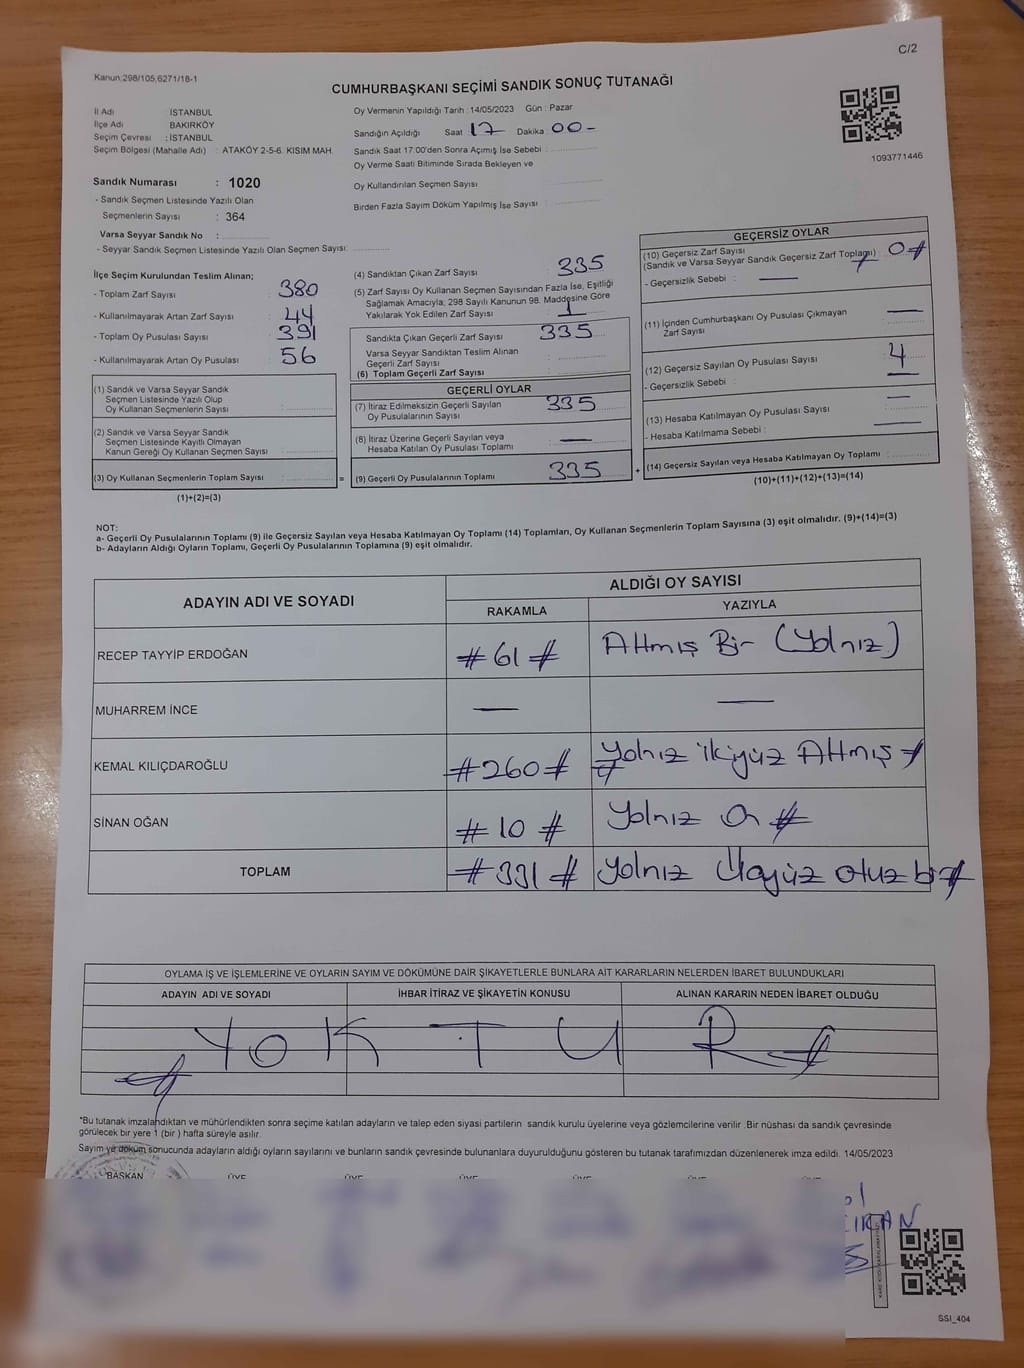 C/2
Kanun:298/105,6271/18-1
CUMHURBAŞKANI SEÇİMİ SANDIK SONUÇ TUTANAĞI
İl Adı İSTANBUL
İlçe Adı BAKIRKÖY
Seçim Çevresi : İSTANBUL
Seçim Bölgesi (Mahalle Adı) : ATAKÖY 2-5-6. KISIM MAH.
Oy Vermenin Yapıldığı Tarih : 14/05/2023 Gün : Pazar
Sandığın Açıldığı Saat 17 Dakika 00-
Sandık Saat 17:00'den Sonra Açılmış İse Sebebi :
Oy Verme Saati Bitiminde Sırada Bekleyen ve
Oy Kullandırılan Seçmen Sayısı
Birden Fazla Sayım Döküm Yapılmış İse Sayısı :
1093771446
Sandık Numarası : 1020
- Sandık Seçmen Listesinde Yazılı Olan
Seçmenlerin Sayısı : 364
Varsa Seyyar Sandık No :
- Seyyar Sandık Seçmen Listesinde Yazılı Olan Seçmen Sayısı:
İlçe Seçim Kurulundan Teslim Alınan;
- Toplam Zarf Sayısı : 380
- Kullanılmayarak Artan Zarf Sayısı : 44
- Toplam Oy Pusulası Sayısı : 391
- Kullanılmayarak Artan Oy Pusulası : 56
(1) Sandık ve Varsa Seyyar Sandık
Seçmen Listesinde Yazılı Olup
Oy Kullanan Seçmenlerin Sayısı :
(2) Sandık ve Varsa Seyyar Sandık
Seçmen Listesinde Kayıtlı Olmayan
Kanun Gereği Oy Kullanan Seçmen Sayısı :
(3) Oy Kullanan Seçmenlerin Toplam Sayısı :
(1)+(2)=(3)
=
(4) Sandıktan Çıkan Zarf Sayısı : 335
(5) Zarf Sayısı Oy Kullanan Seçmen Sayısından Fazla İse, Eşitliği
Sağlamak Amacıyla; 298 Sayılı Kanunun 98. Maddesine Göre
Yakılarak Yok Edilen Zarf Sayısı : 1
Sandıkta Çıkan Geçerli Zarf Sayısı : 335
Varsa Seyyar Sandıktan Teslim Alınan
Geçerli Zarf Sayısı :
(6) Toplam Geçerli Zarf Sayısı
GEÇERLİ OYLAR
(7) İtiraz Edilmeksizin Geçerli Sayılan
Oy Pusulalarının Sayısı : 335
(8) İtiraz Üzerine Geçerli Sayılan veya
Hesaba Katılan Oy Pusulası Toplamı : —
(9) Geçerli Oy Pusulalarının Toplamı : 335
+
GEÇERSİZ OYLAR
(10) Geçersiz Zarf Sayısı
(Sandık ve Varsa Seyyar Sandık Geçersiz Zarf Toplamı) 0
- Geçersizlik Sebebi : —
(11) İçinden Cumhurbaşkanı Oy Pusulası Çıkmayan
Zarf Sayısı : —
(12) Geçersiz Sayılan Oy Pusulası Sayısı : 4
- Geçersizlik Sebebi : —
(13) Hesaba Katılmayan Oy Pusulası Sayısı : —
- Hesaba Katılmama Sebebi : —
(14) Geçersiz Sayılan veya Hesaba Katılmayan Oy Toplamı :
(10)+(11)+(12)+(13)=(14)
NOT:
a- Geçerli Oy Pusulalarının Toplamı (9) ile Geçersiz Sayılan veya Hesaba Katılmayan Oy Toplamı (14) Toplamları, Oy Kullanan Seçmenlerin Toplam Sayısına (3) eşit olmalıdır. (9)+(14)=(3)
b- Adayların Aldığı Oyların Toplamı, Geçerli Oy Pusulalarının Toplamına (9) eşit olmalıdır.
ADAYIN ADI VE SOYADI ALDIĞI OY SAYISI
RAKAMLA YAZIYLA
RECEP TAYYİP ERDOĞAN #61# Altmış Bir (Yalnız)
MUHARREM İNCE — —
KEMAL KILIÇDAROĞLU #260# Yalnız ikiyüz Altmış
SİNAN OĞAN #10# Yalnız On #
TOPLAM #331# Yalnız Üçyüz otuz bir
OYLAMA İŞ VE İŞLEMLERİNE VE OYLARIN SAYIM VE DÖKÜMÜNE DAİR ŞİKAYETLERLE BUNLARA AİT KARARLARIN NELERDEN İBARET BULUNDUKLARI
ADAYIN ADI VE SOYADI İHBAR İTİRAZ VE ŞİKAYETİN KONUSU ALINAN KARARIN NEDEN İBARET OLDUĞU
YOKTUR
*Bu tutanak imzalandıktan ve mühürlendikten sonra seçime katılan adayların ve talep eden siyasi partilerin sandık kurulu üyelerine veya gözlemcilerine verilir. Bir nüshası da sandık çevresinde
görülecek bir yere 1 (bir) hafta süreyle asılır.
Sayım ve döküm sonucunda adayların aldığı oyların sayılarını ve bunların sandık çevresinde bulunanlara duyurulduğunu gösteren bu tutanak tarafımızdan düzenlenerek imza edildi. 14/05/2023
BAŞKAN ÜYE ÜYE ÜYE ÜYE ÜYE ÜYE
SSI_404